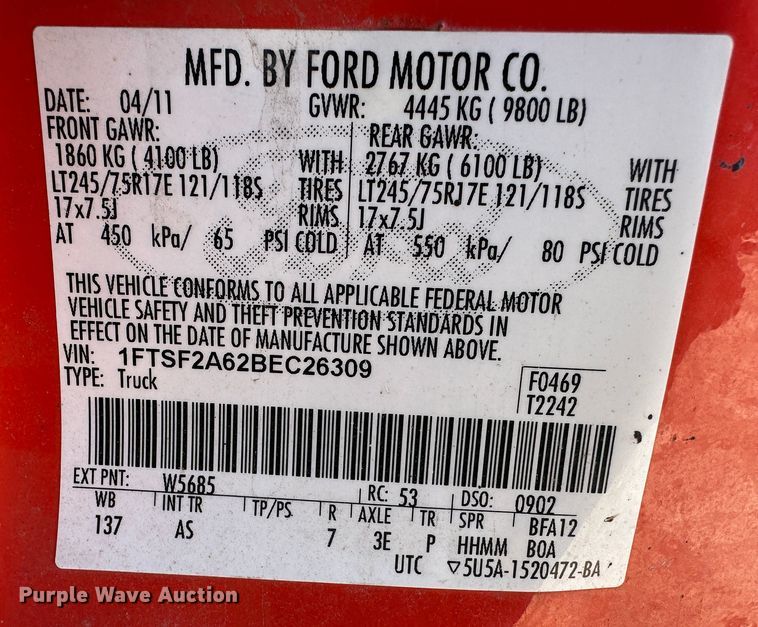 MFD. BY FORD MOTOR CO.
DATE: 04/11 GVWR: 4445 KG ( 9800 LB)
FRONT GAWR: REAR GAWR:
1860 KG ( 4100 LB) WITH 2767 KG ( 6100 LB) WITH
LT245/75R17E 121/118S TIRES LT245/75R17E 121/118S TIRES
17x7.5J RIMS 17x7.5J RIMS
AT 450 kPa/ 65 PSI COLD AT 550 kPa/ 80 PSI COLD
THIS VEHICLE CONFORMS TO ALL APPLICABLE FEDERAL MOTOR
VEHICLE SAFETY AND THEFT PREVENTION STANDARDS IN
EFFECT ON THE DATE OF MANUFACTURE SHOWN ABOVE.
VIN: 1FTSF2A62BEC26309
TYPE: Truck
F0469
T2242
EXT PNT: W5685 RC: 53 DSO: 0902
WB INT TR TP/PS R AXLE TR SPR BFA12
137 AS 7 3E P HHMM BOA
UTC ▽5U5A-1520472-BA
Purple Wave Auction